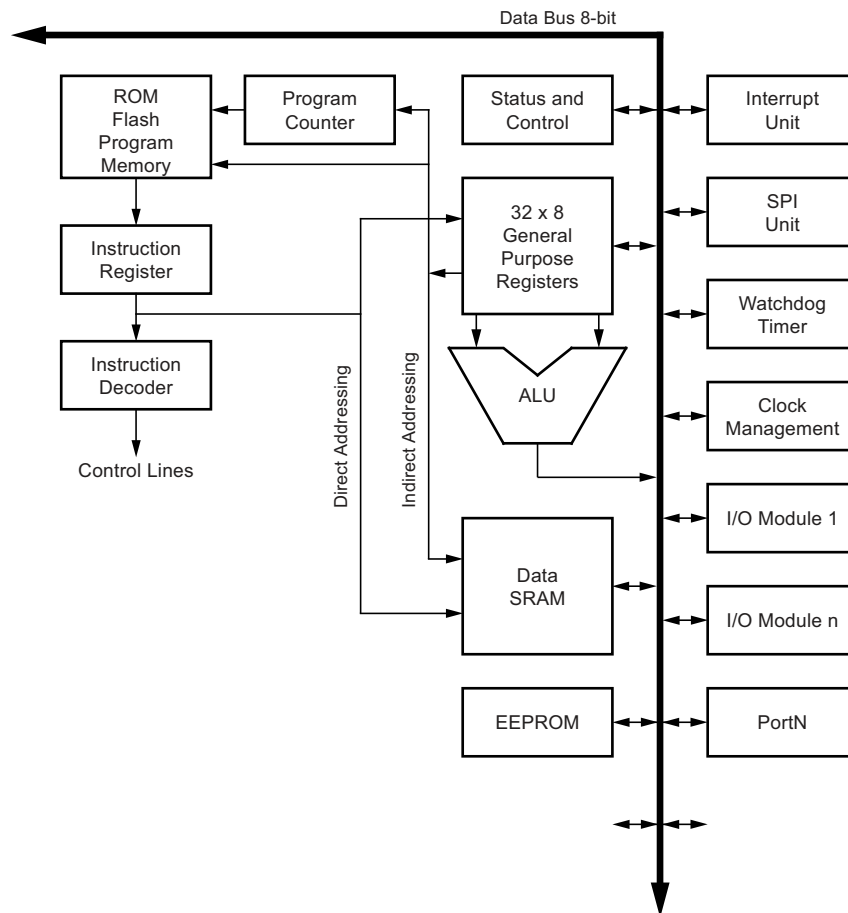 Data Bus 8-bit
ROM
Flash
Program
Memory
Program
Counter
Status and
Control
Interrupt
Unit
32 x 8
General
Purpose
Registers
SPI
Unit
Instruction
Register
Watchdog
Timer
Instruction
Decoder
ALU
Clock
Management
Control Lines
Direct Addressing
Indirect Addressing
I/O Module 1
Data
SRAM
I/O Module n
EEPROM
PortN